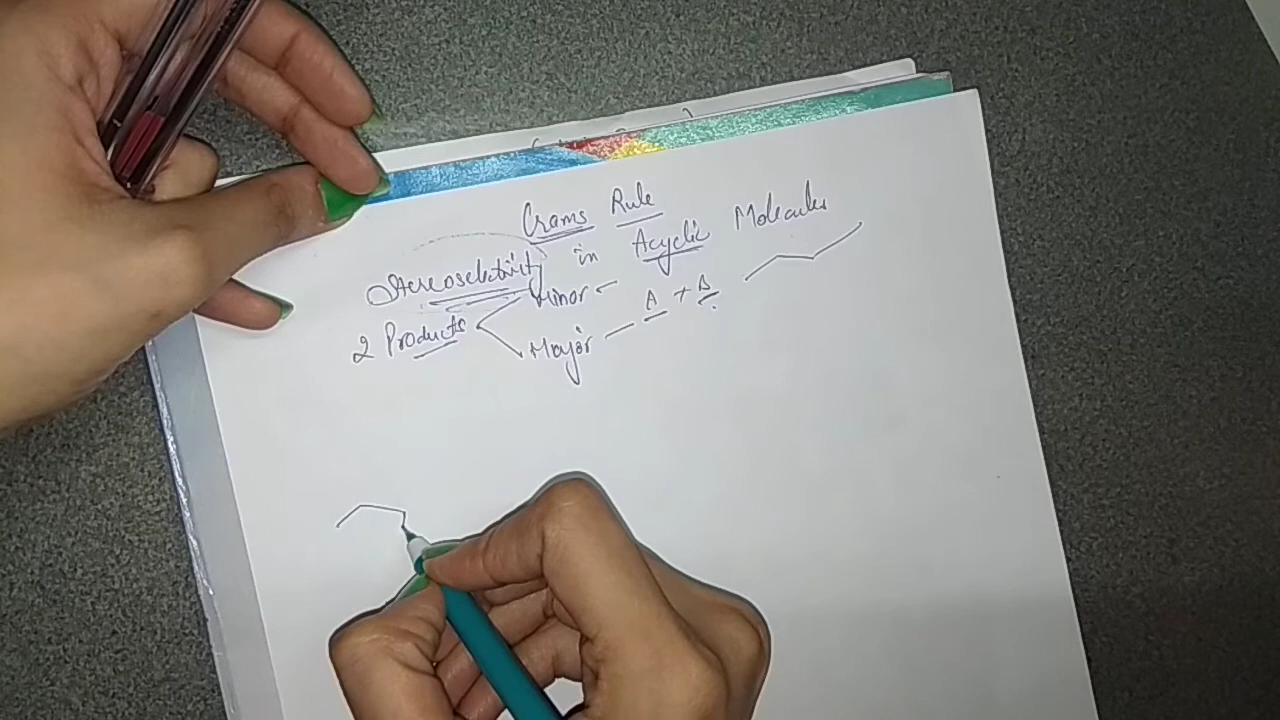 Crams Rule
Stereoselectivity in Acyclic Molecules
2 Products
Minor
Major
A + B